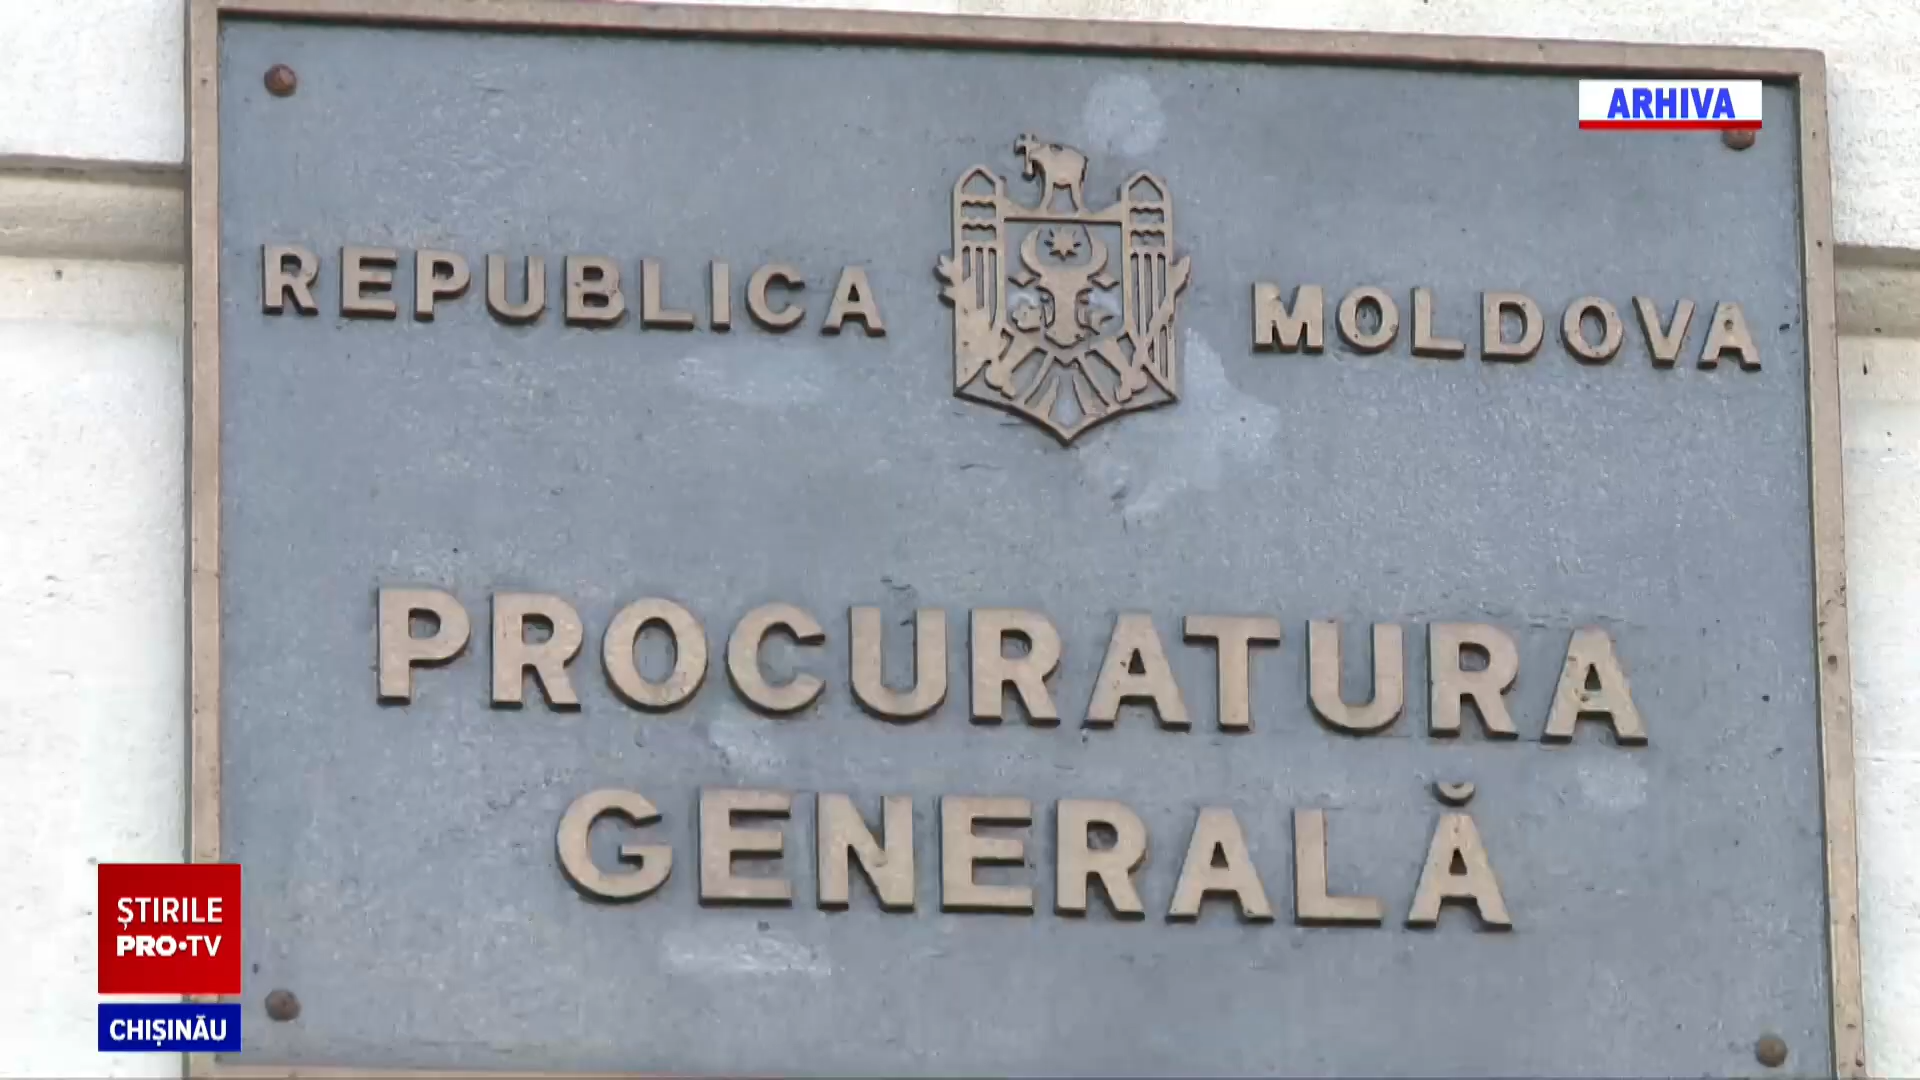 ARHIVA
REPUBLICA MOLDOVA
PROCURATURA
GENERALĂ
ȘTIRILE
PRO•TV
CHIȘINĂU